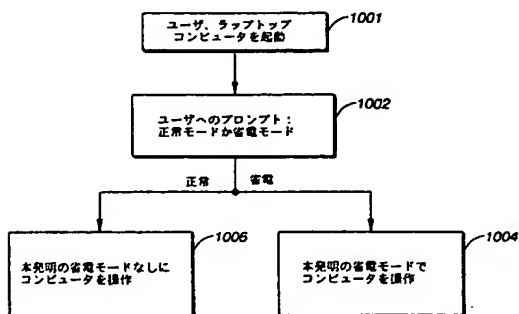 ユーザ、ラップトップ
コンピュータを起動
1001
ユーザへのプロンプト：
正常モードか省電モード
1002
正常
省電
本発明の省電モードなしに
コンピュータを操作
1006
本発明の省電モードで
コンピュータを操作
1004